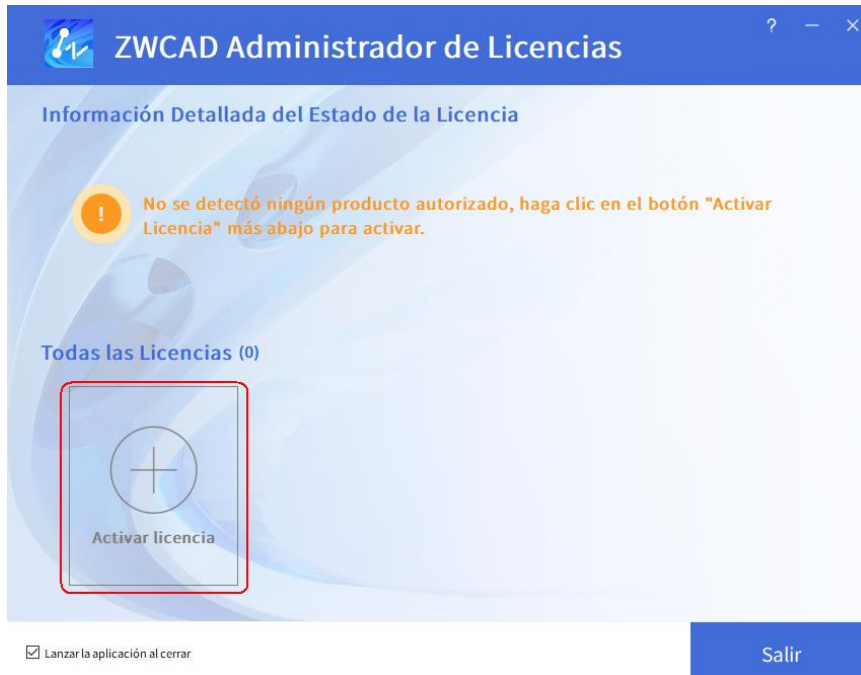 ZWCAD Administrador de Licencias
Información Detallada del Estado de la Licencia
No se detectó ningún producto autorizado, haga clic en el botón "Activar
Licencia" más abajo para activar.
Todas las Licencias (0)
Activar licencia
Lanzar la aplicación al cerrar
Salir